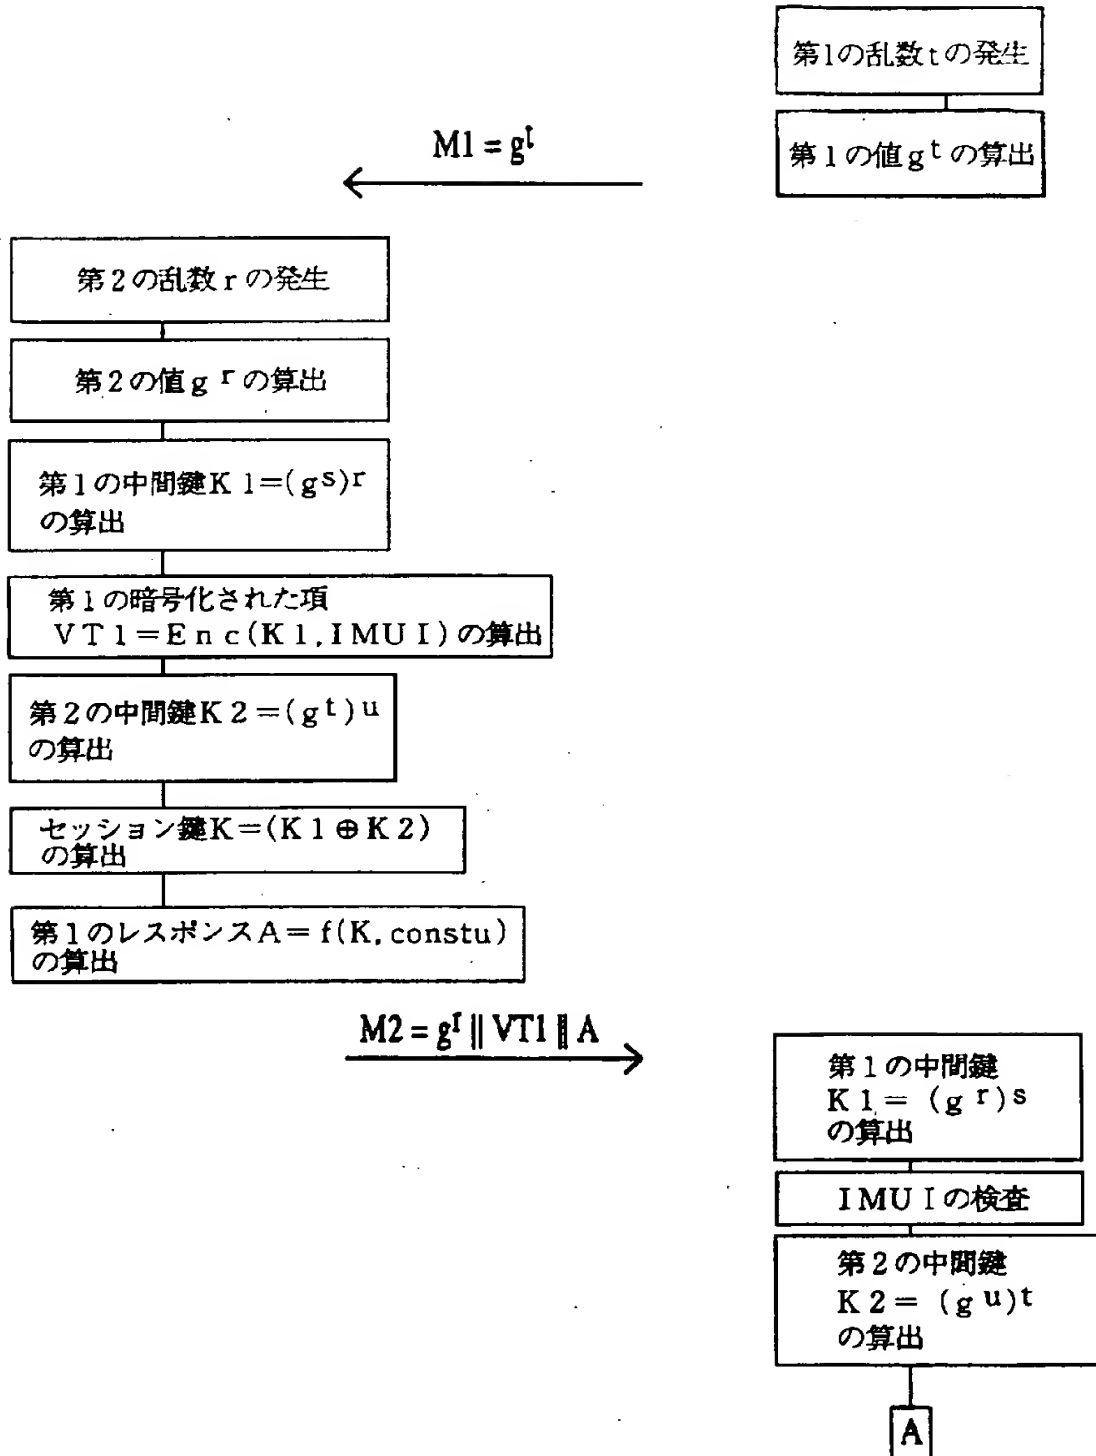 第1の乱数tの発生
第1の値g^tの算出
M1 = g^t
第2の乱数rの発生
第2の値g^rの算出
第1の中間鍵K1=(g^s)^r
の算出
第1の暗号化された項
VT1=Enc(K1,IMUI)の算出
第2の中間鍵K2=(g^t)^u
の算出
セッション鍵K=(K1⊕K2)
の算出
第1のレスポンスA=f(K,constu)
の算出
M2 = g^r || VT1 || A
第1の中間鍵
K1= (g^r)^s
の算出
IMUIの検査
第2の中間鍵
K2= (g^u)^t
の算出
A